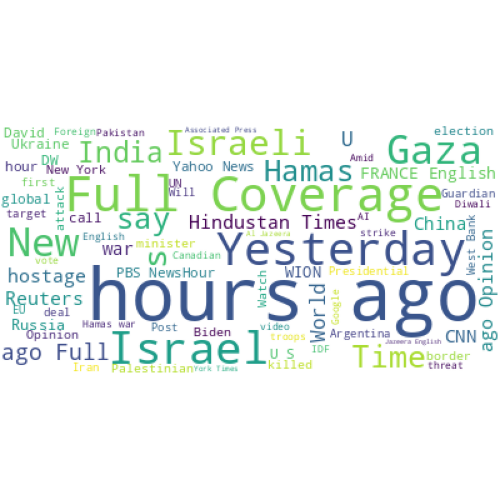 David Foreign Pakistan Associated Press election
Ukraine Israeli U Gaza
DW India Amid
hour New York Yahoo News Hamas FRANCE English
first UN Will Guardian
global Full Coverage Diwali
target attack call say Hindustan Times AI China
New English war minister s Al Jazeera strike West Bank
vote Canadian Yesterday
hostage PBS NewsHour WION Presidential
Reuters hours ago
EU deal Hamas war Post Watch World Google ago Opinion
Russia Biden video Argentina CNN
Opinion Israel troops Jazeera English
ago Full U S IDF Time border
Iran Palestinian York Times killed threat